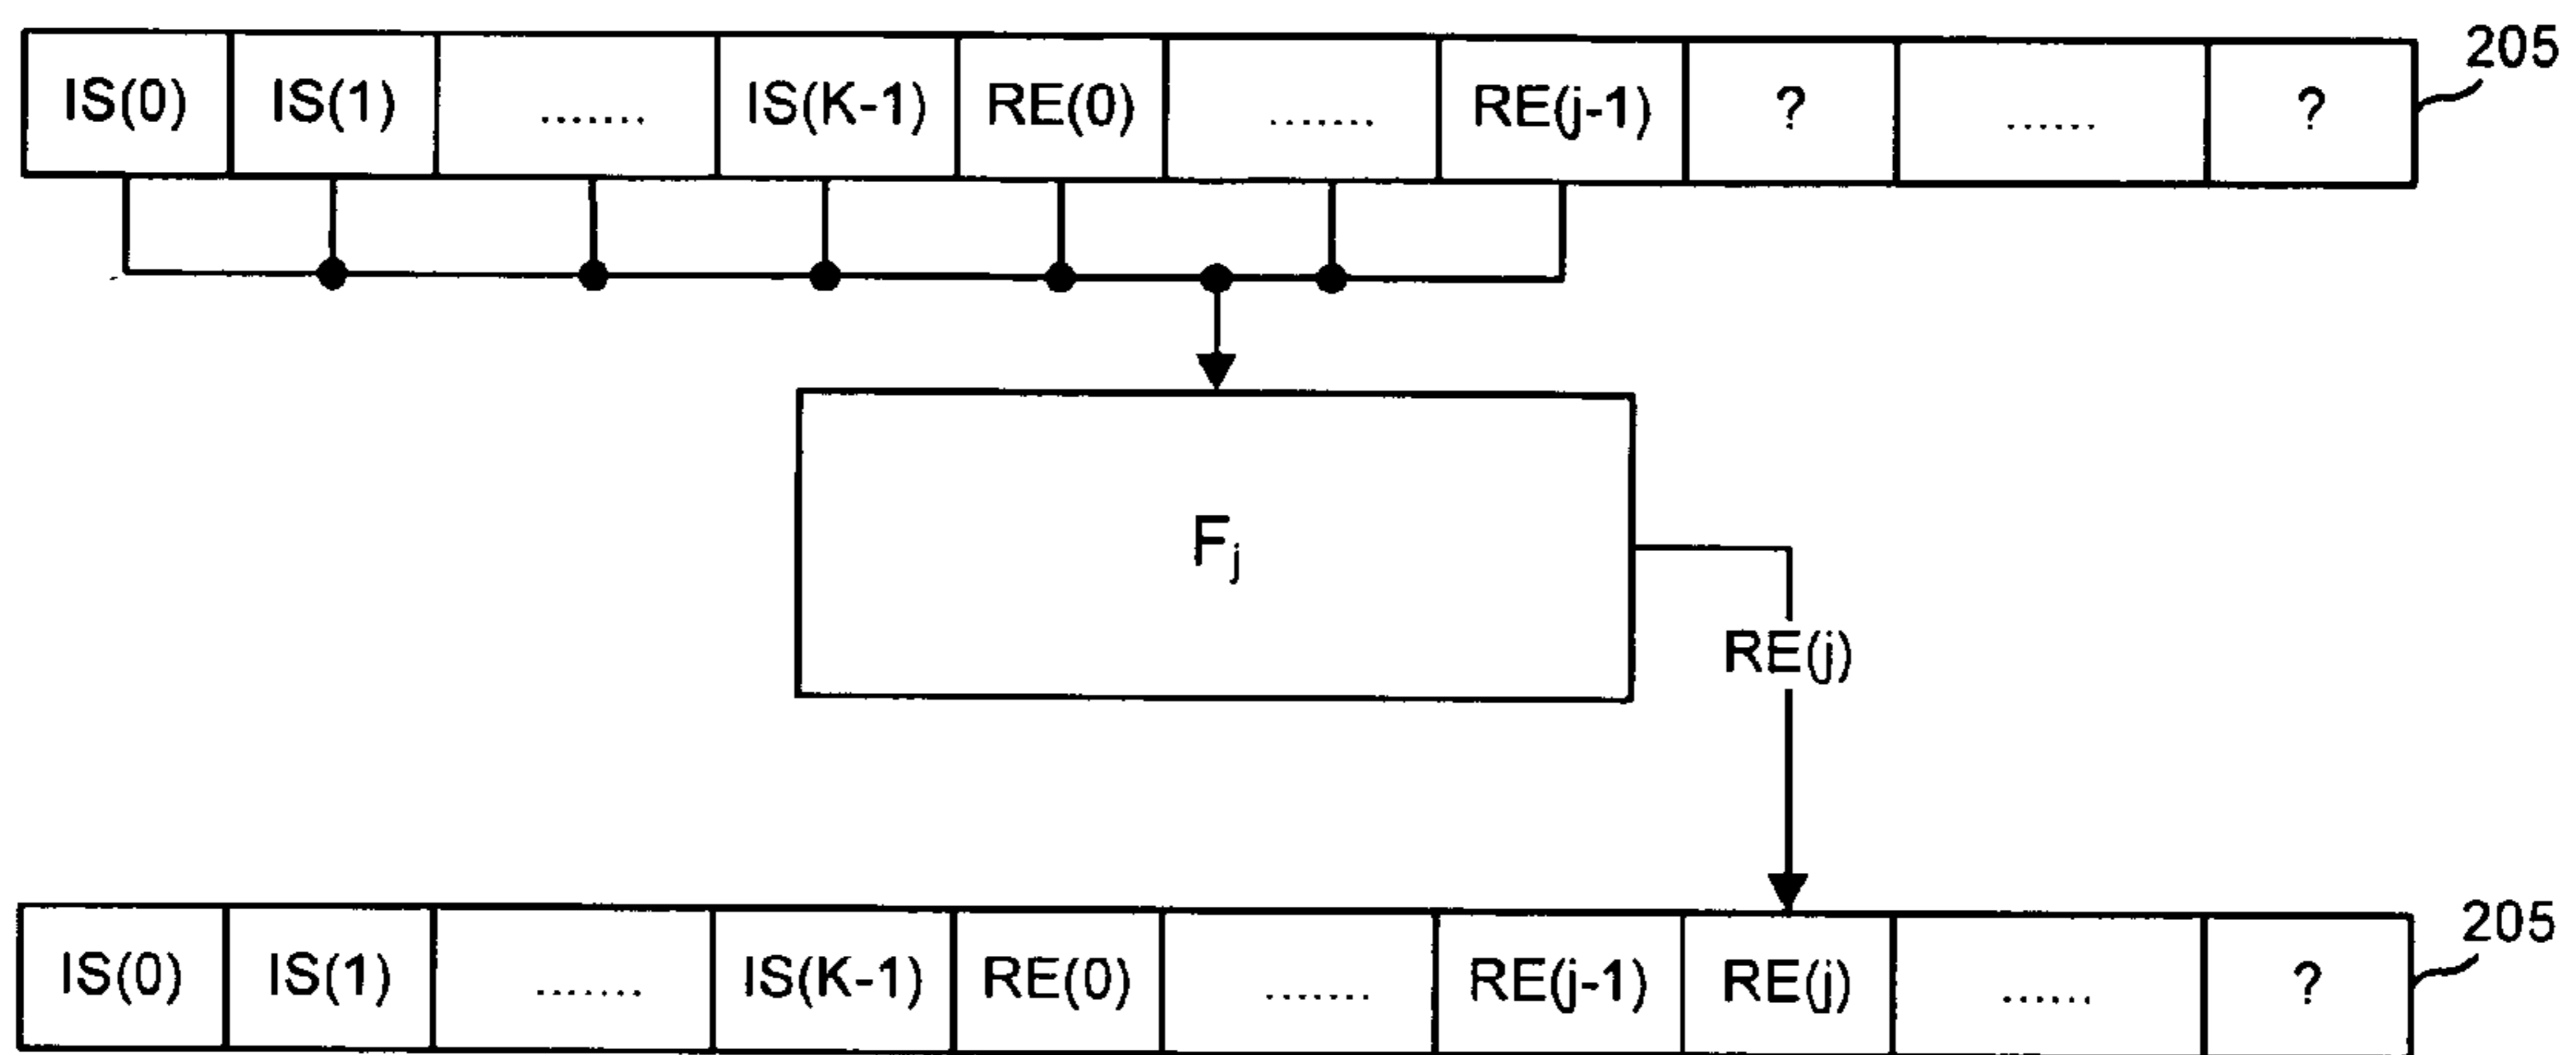 205
IS(0) IS(1) ....... IS(K-1) RE(0) ....... RE(j-1) ? ...... ?
Fj
RE(j)
205
IS(0) IS(1) ....... IS(K-1) RE(0) ....... RE(j-1) RE(j) ...... ?